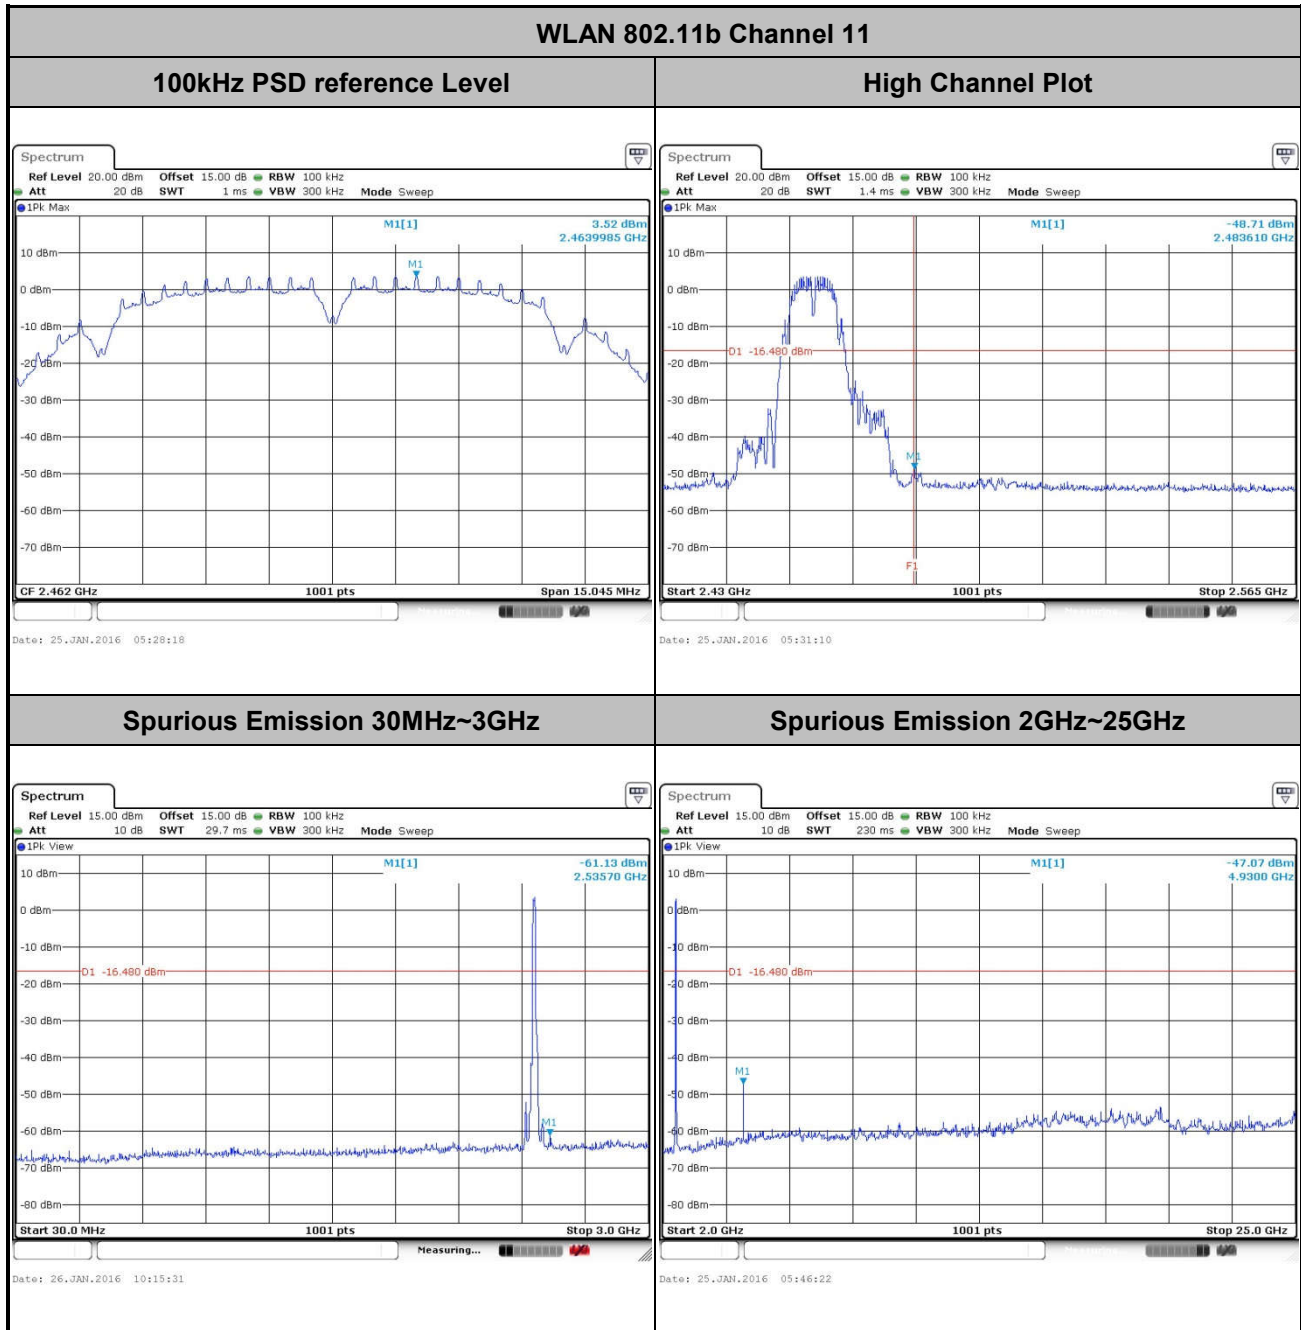 WLAN 802.11b Channel 11
100kHz PSD reference Level
High Channel Plot
Spectrum
Ref Level 20.00 dBm Offset 15.00 dB RBW 100 kHz
Att 20 dB SWT 1 ms VBW 300 kHz Mode Sweep
1Pk Max
M1[1] 3.52 dBm
2.4639985 GHz
M1
10 dBm
0 dBm
-10 dBm
-20 dBm
-30 dBm
-40 dBm
-50 dBm
-60 dBm
-70 dBm
CF 2.462 GHz 1001 pts Span 15.045 MHz
Measuring...
Date: 25.JAN.2016 05:28:18
Spectrum
Ref Level 20.00 dBm Offset 15.00 dB RBW 100 kHz
Att 20 dB SWT 1.4 ms VBW 300 kHz Mode Sweep
1Pk Max
M1[1] -48.71 dBm
2.483610 GHz
10 dBm
0 dBm
-10 dBm
D1 -16.480 dBm
-20 dBm
-30 dBm
-40 dBm
M1
-50 dBm
-60 dBm
-70 dBm
F1
Start 2.43 GHz 1001 pts Stop 2.565 GHz
Measuring...
Date: 25.JAN.2016 05:31:10
Spurious Emission 30MHz~3GHz
Spurious Emission 2GHz~25GHz
Spectrum
Ref Level 15.00 dBm Offset 15.00 dB RBW 100 kHz
Att 10 dB SWT 29.7 ms VBW 300 kHz Mode Sweep
1Pk View
M1[1] -61.13 dBm
2.53570 GHz
10 dBm
0 dBm
-10 dBm
D1 -16.480 dBm
-20 dBm
-30 dBm
-40 dBm
-50 dBm
M1
-60 dBm
-70 dBm
-80 dBm
Start 30.0 MHz 1001 pts Stop 3.0 GHz
Measuring...
Date: 26.JAN.2016 10:15:31
Spectrum
Ref Level 15.00 dBm Offset 15.00 dB RBW 100 kHz
Att 10 dB SWT 230 ms VBW 300 kHz Mode Sweep
1Pk View
M1[1] -47.07 dBm
4.9300 GHz
10 dBm
0 dBm
-10 dBm
D1 -16.480 dBm
-20 dBm
-30 dBm
-40 dBm
M1
-50 dBm
-60 dBm
-70 dBm
-80 dBm
Start 2.0 GHz 1001 pts Stop 25.0 GHz
Measuring...
Date: 25.JAN.2016 05:46:22